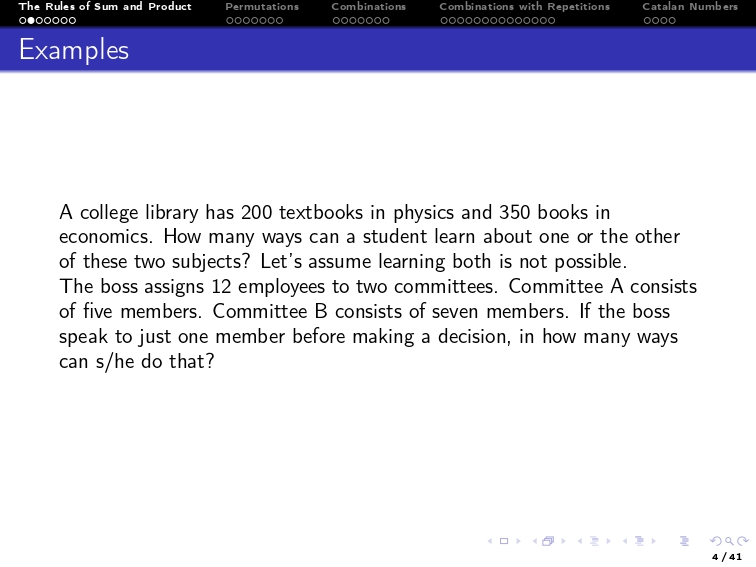 The Rules of Sum and Product Permutations Combinations Combinations with Repetitions Catalan Numbers
Examples
A college library has 200 textbooks in physics and 350 books in
economics. How many ways can a student learn about one or the other
of these two subjects? Let's assume learning both is not possible.
The boss assigns 12 employees to two committees. Committee A consists
of five members. Committee B consists of seven members. If the boss
speak to just one member before making a decision, in how many ways
can s/he do that?
4 / 41